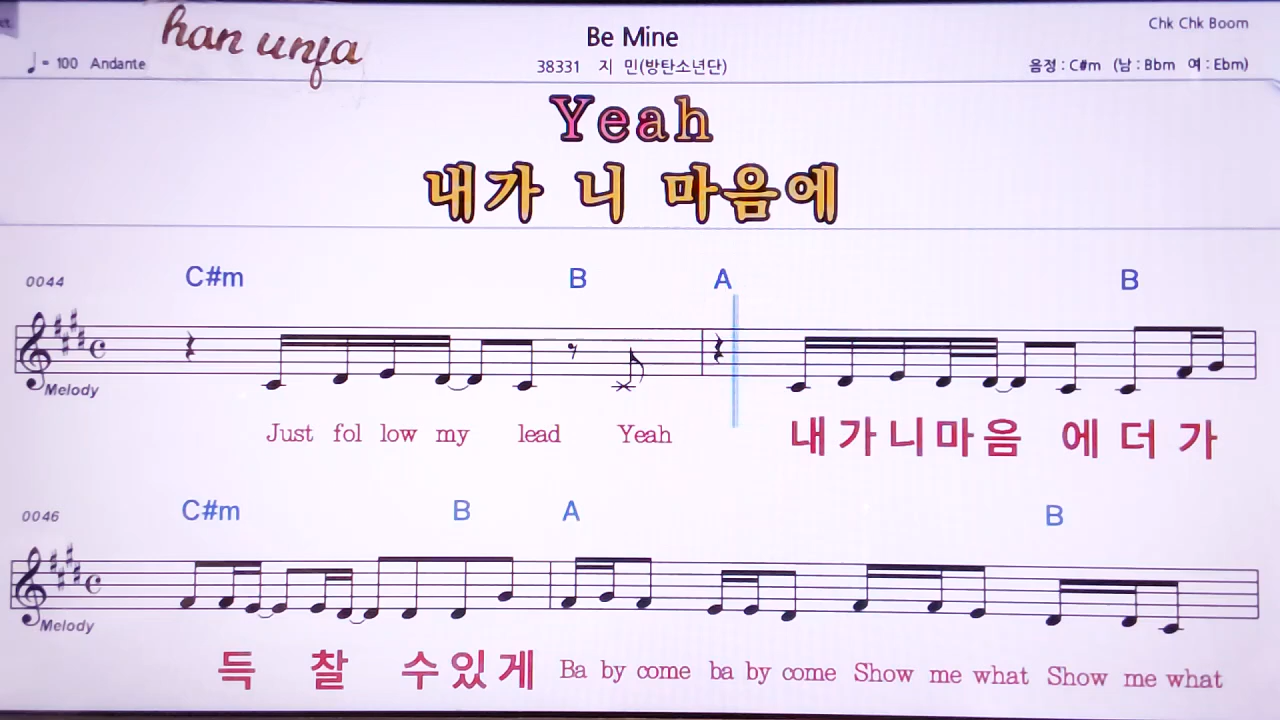 han unfa
Be Mine
Chk Chk Boom
♩= 100 Andante
38331 지 민(방탄소년단)
음정 : C#m (남 : Bbm 여 : Ebm)
Yeah
내가 니 마음에
0044 C#m B A B
Melody
Just fol low my lead Yeah 내 가 니 마 음 에 더 가
0046 C#m B A B
Melody
득 찰 수 있 게 Ba by come ba by come Show me what Show me what